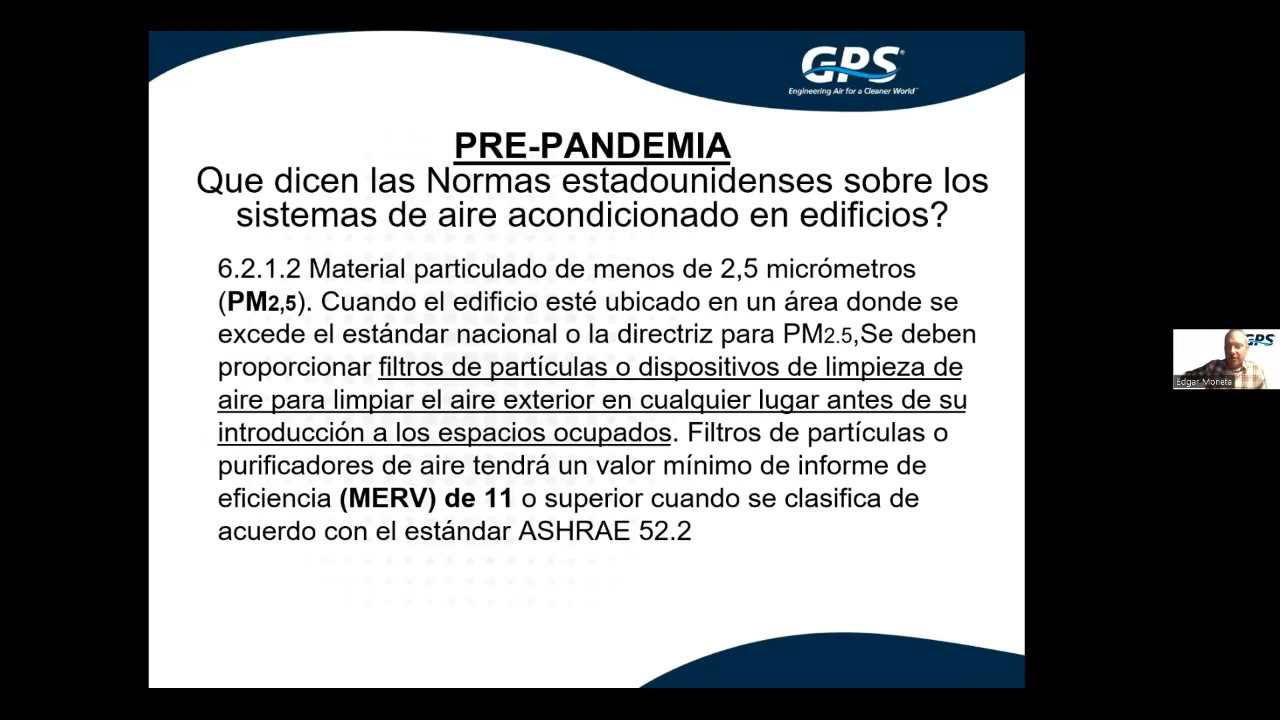 GPS
Engineering Air for a Cleaner World™
PRE-PANDEMIA
Que dicen las Normas estadounidenses sobre los
sistemas de aire acondicionado en edificios?
6.2.1.2 Material particulado de menos de 2,5 micrómetros
(PM2,5). Cuando el edificio esté ubicado en un área donde se
excede el estándar nacional o la directriz para PM2.5,Se deben
proporcionar filtros de partículas o dispositivos de limpieza de
aire para limpiar el aire exterior en cualquier lugar antes de su
introducción a los espacios ocupados. Filtros de partículas o
purificadores de aire tendrá un valor mínimo de informe de
eficiencia (MERV) de 11 o superior cuando se clasifica de
acuerdo con el estándar ASHRAE 52.2
GPS
Edgar Moneta